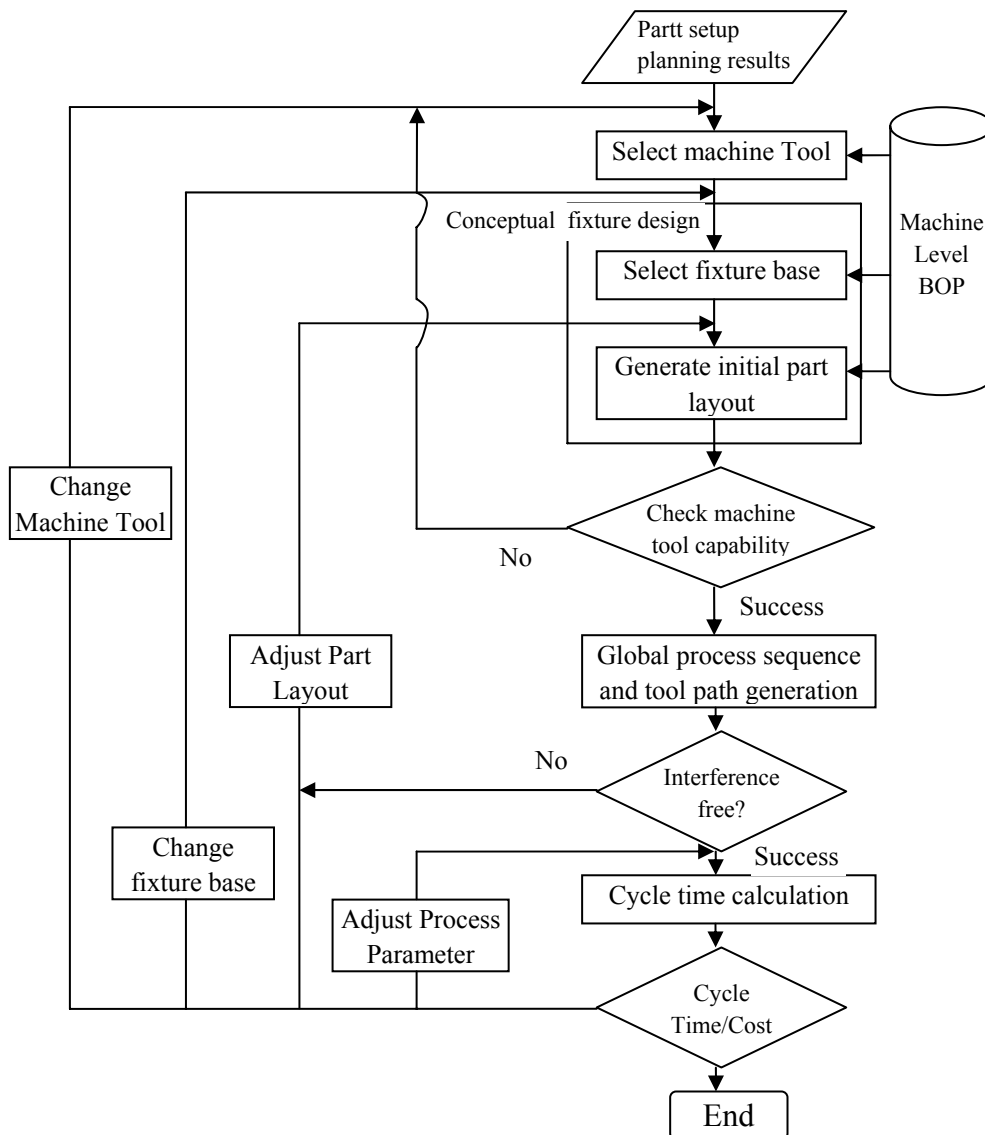 Partt setup
planning results
Select machine Tool
Conceptual fixture design
Machine
Level
BOP
Select fixture base
Generate initial part
layout
Change
Machine Tool
Check machine
tool capability
No
Success
Adjust Part
Layout
Global process sequence
and tool path generation
No
Interference
free?
Change
fixture base
Success
Cycle time calculation
Adjust Process
Parameter
Cycle
Time/Cost
End